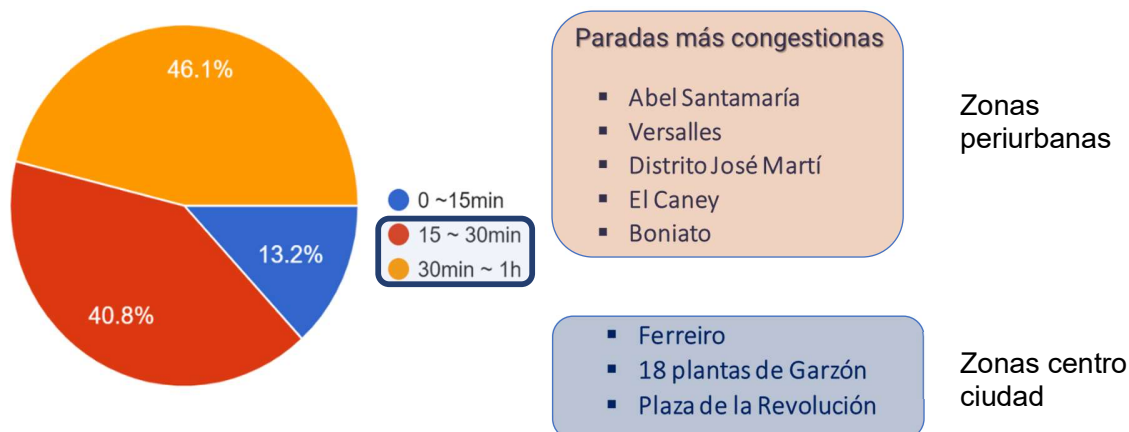 46.1%
13.2%
40.8%
0 ~15min
15 ~ 30min
30min ~ 1h
Paradas más congestionas
▪ Abel Santamaría
▪ Versalles
▪ Distrito José Martí
▪ El Caney
▪ Boniato
Zonas
periurbanas
▪ Ferreiro
▪ 18 plantas de Garzón
▪ Plaza de la Revolución
Zonas centro
ciudad